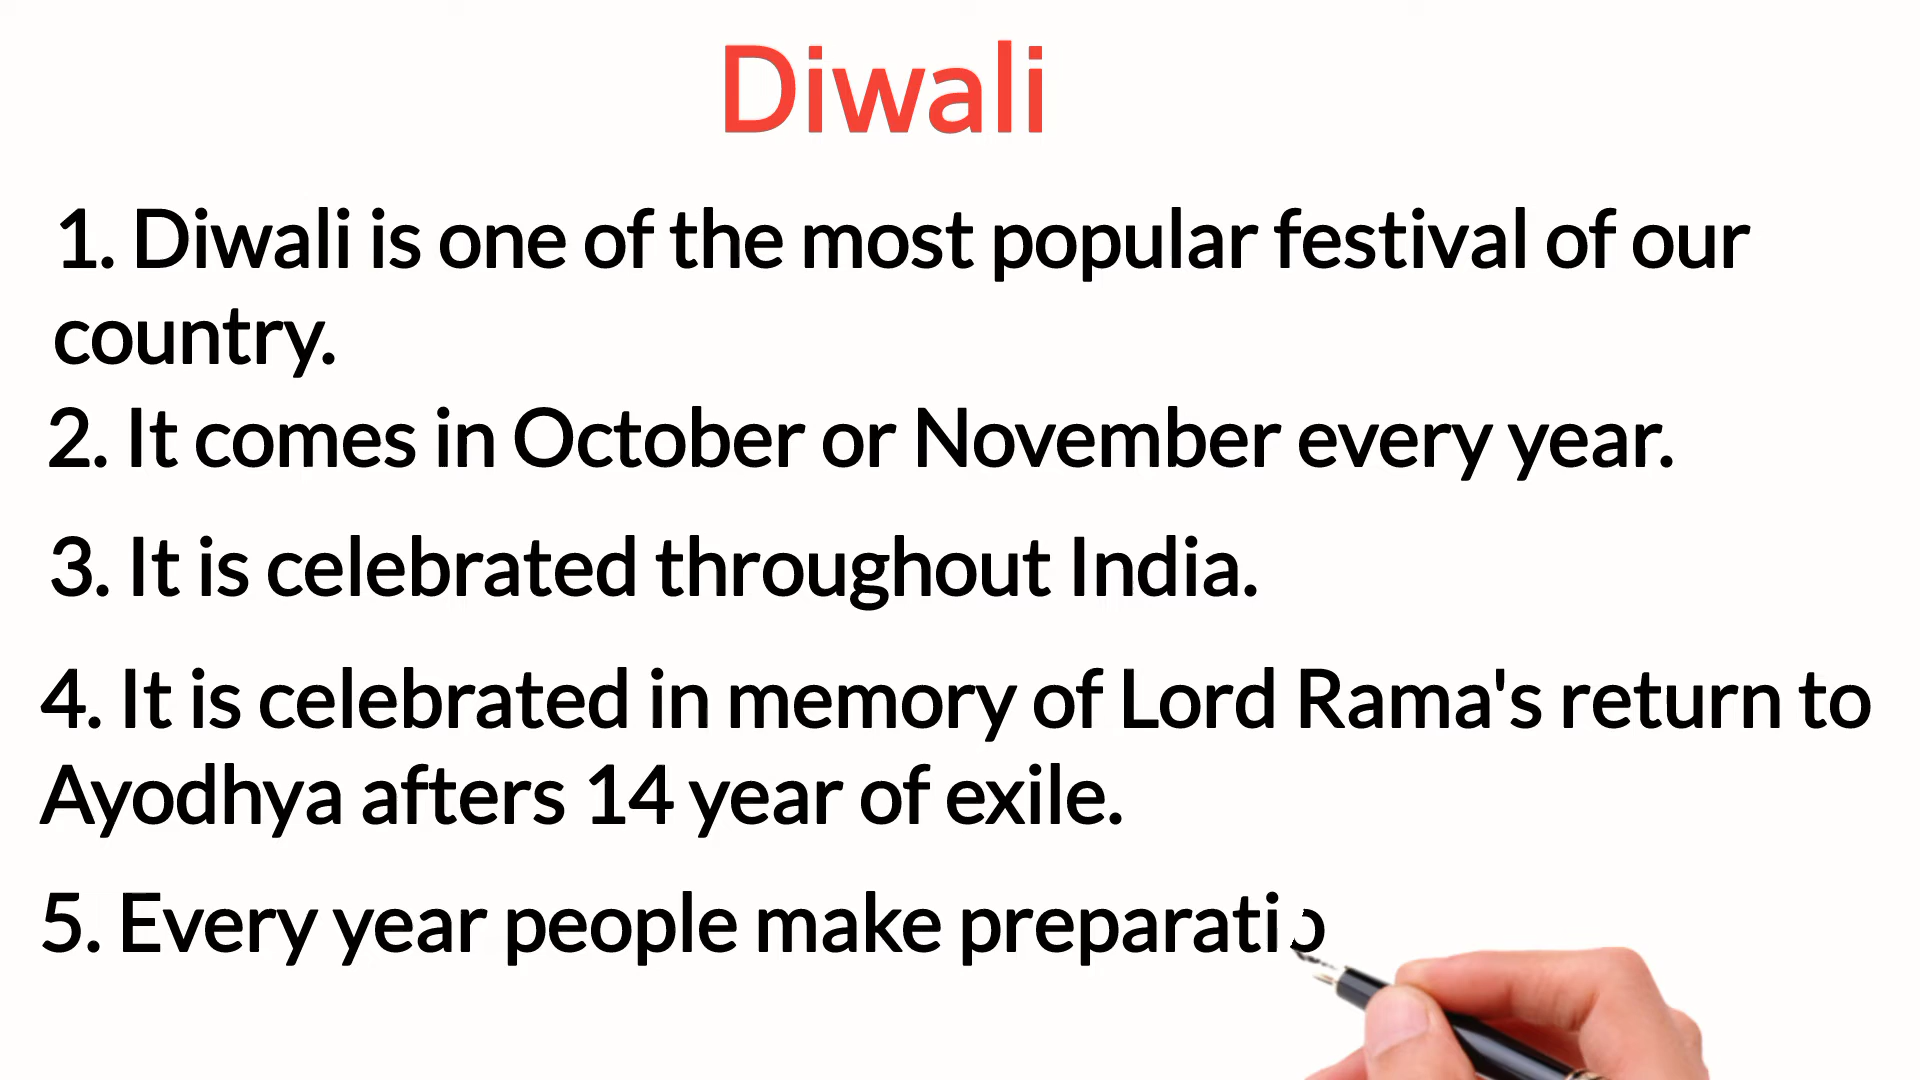 Diwali
1. Diwali is one of the most popular festival of our
country.
2. It comes in October or November every year.
3. It is celebrated throughout India.
4. It is celebrated in memory of Lord Rama's return to
Ayodhya afters 14 year of exile.
5. Every year people make preparatio